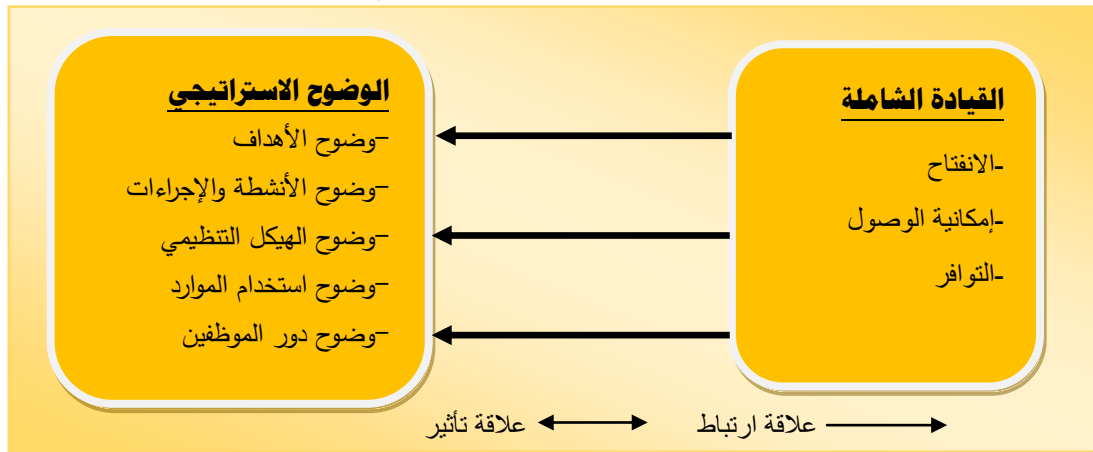 القيادة الشاملة
-الانفتاح
-إمكانية الوصول
-التوافر
الوضوح الاستراتيجي
-وضوح الأهداف
-وضوح الأنشطة والإجراءات
-وضوح الهيكل التنظيمي
-وضوح استخدام الموارد
-وضوح دور الموظفين
علاقة ارتباط
علاقة تأثير